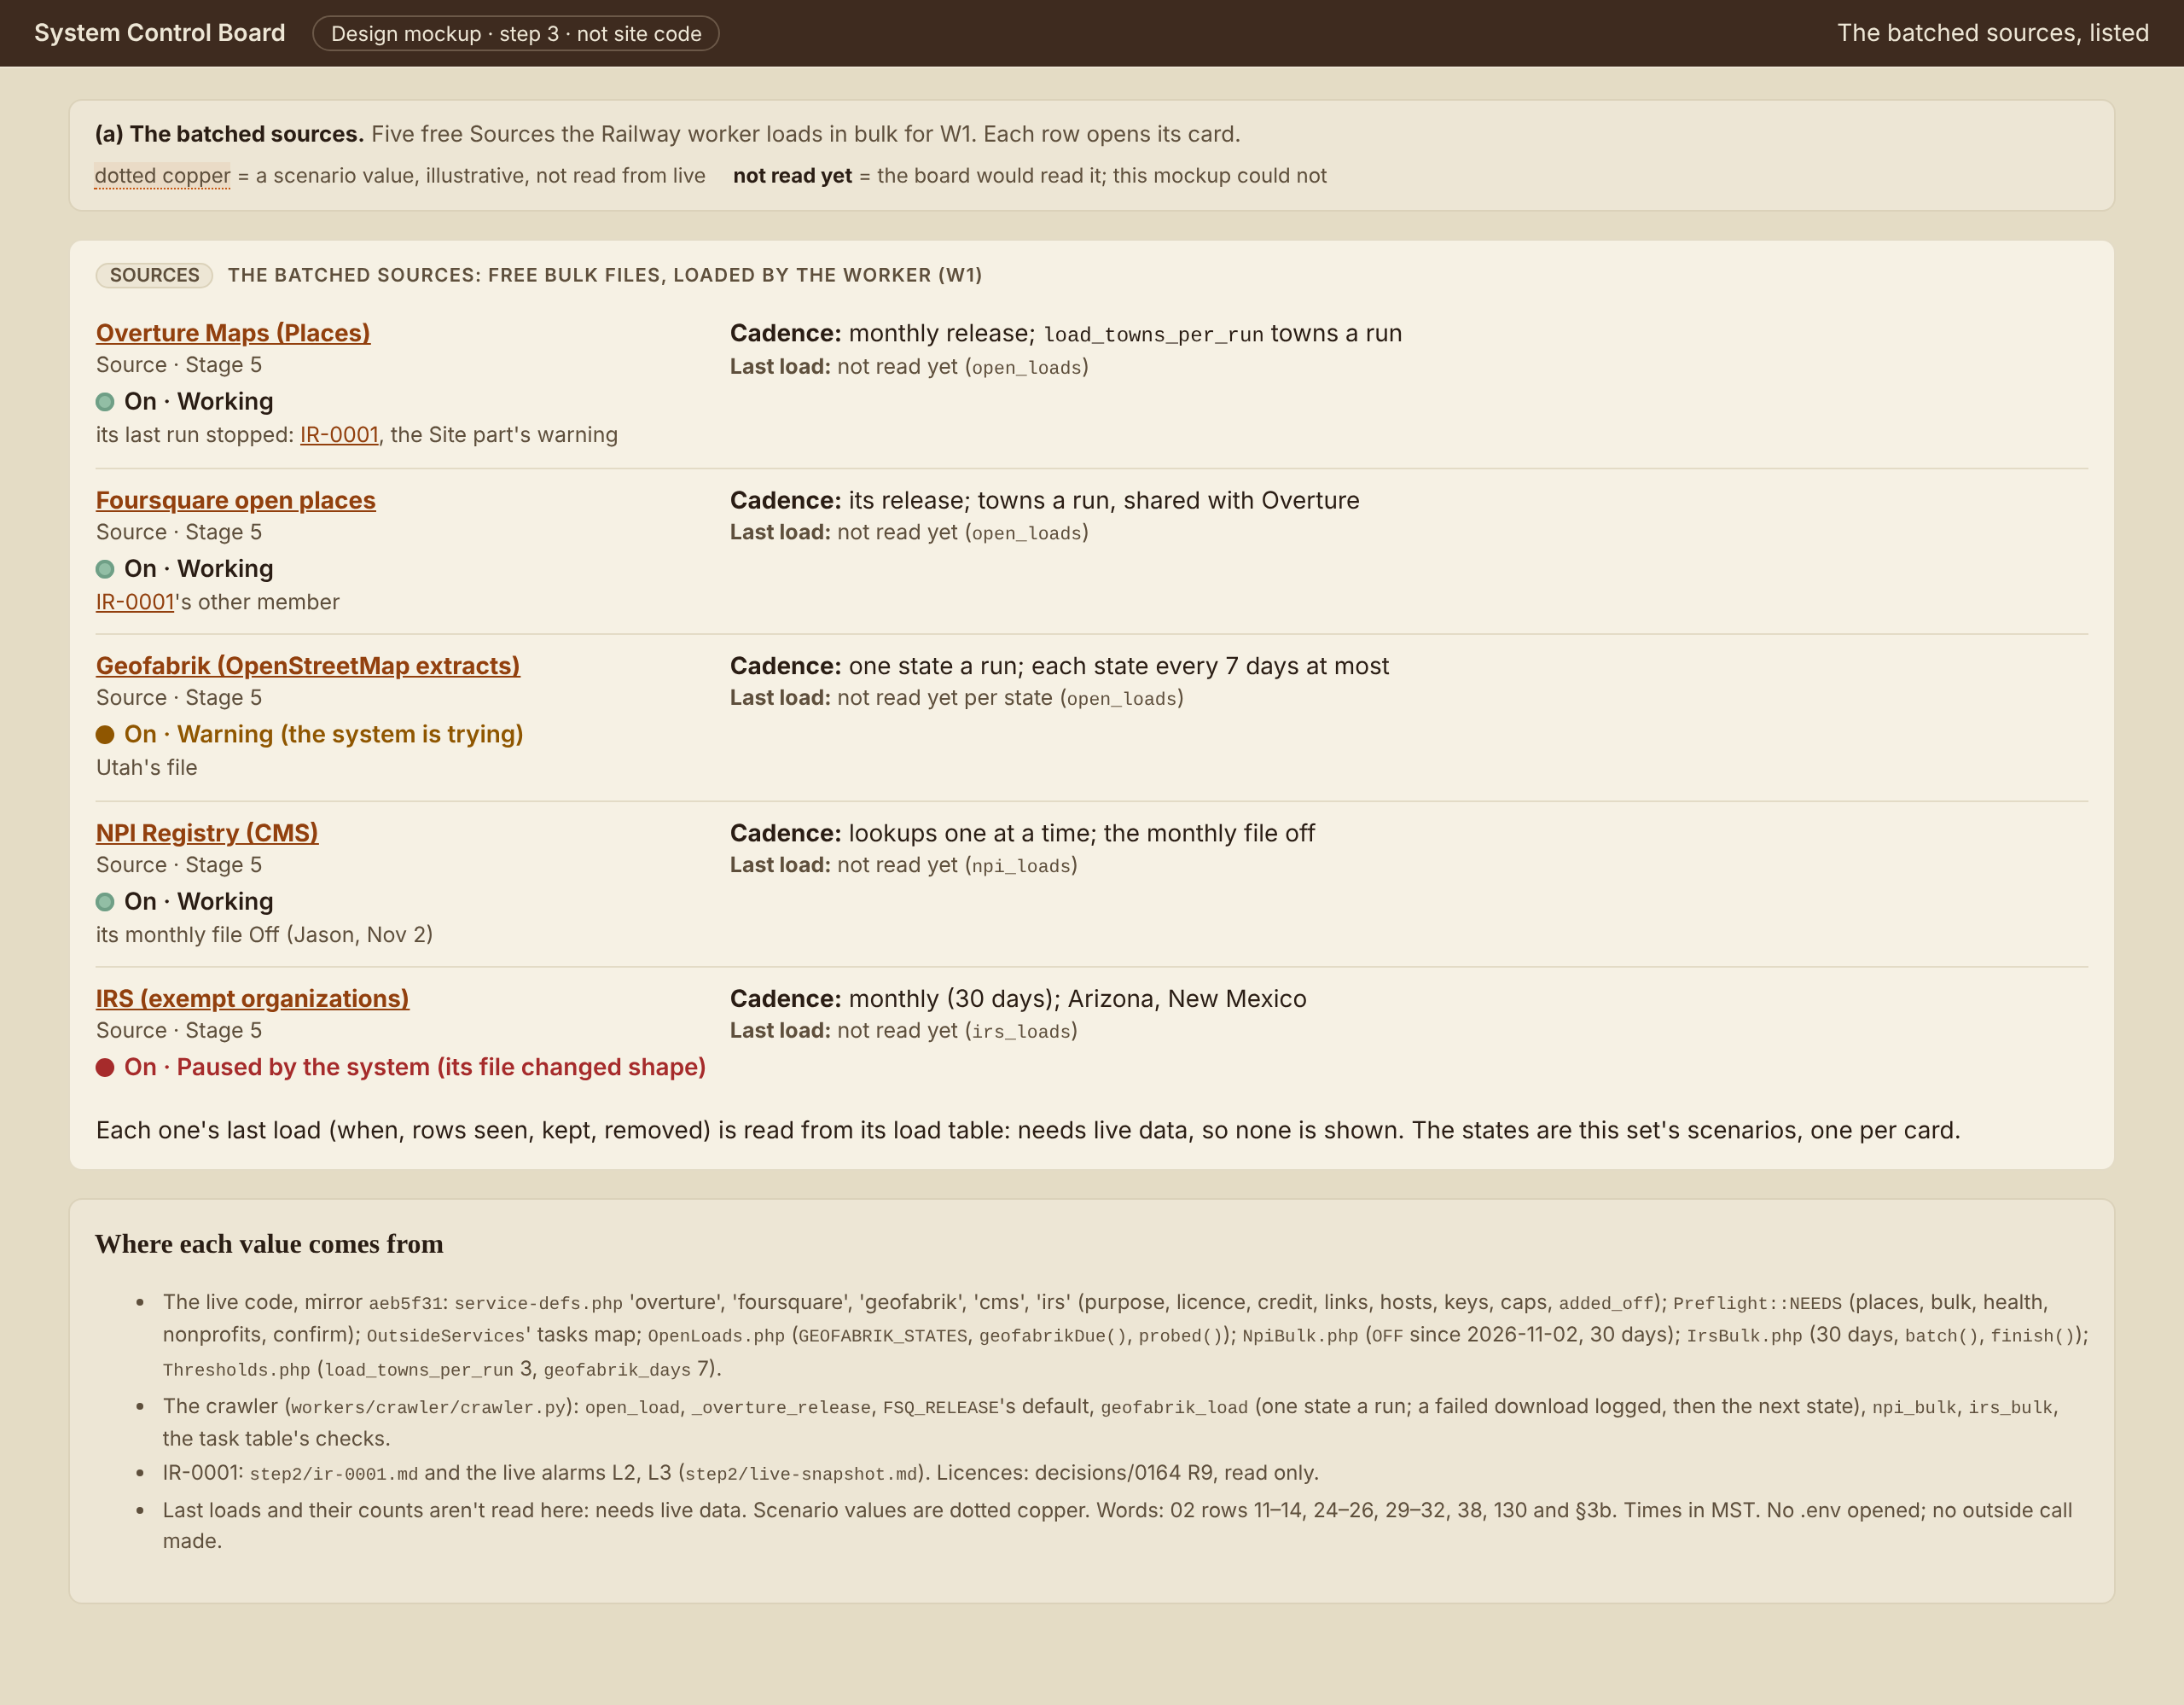 System Control Board
Design mockup · step 3 · not site code
The batched sources, listed
(a) The batched sources. Five free Sources the Railway worker loads in bulk for W1. Each row opens its card.
dotted copper = a scenario value, illustrative, not read from live not read yet = the board would read it; this mockup could not
SOURCES THE BATCHED SOURCES: FREE BULK FILES, LOADED BY THE WORKER (W1)
Overture Maps (Places)
Source · Stage 5
On · Working
its last run stopped: IR-0001, the Site part's warning
Cadence: monthly release; load_towns_per_run towns a run
Last load: not read yet (open_loads)
Foursquare open places
Source · Stage 5
On · Working
IR-0001's other member
Cadence: its release; towns a run, shared with Overture
Last load: not read yet (open_loads)
Geofabrik (OpenStreetMap extracts)
Source · Stage 5
On · Warning (the system is trying)
Utah's file
Cadence: one state a run; each state every 7 days at most
Last load: not read yet per state (open_loads)
NPI Registry (CMS)
Source · Stage 5
On · Working
its monthly file Off (Jason, Nov 2)
Cadence: lookups one at a time; the monthly file off
Last load: not read yet (npi_loads)
IRS (exempt organizations)
Source · Stage 5
On · Paused by the system (its file changed shape)
Cadence: monthly (30 days); Arizona, New Mexico
Last load: not read yet (irs_loads)
Each one's last load (when, rows seen, kept, removed) is read from its load table: needs live data, so none is shown. The states are this set's scenarios, one per card.
Where each value comes from
• The live code, mirror aeb5f31: service-defs.php 'overture', 'foursquare', 'geofabrik', 'cms', 'irs' (purpose, licence, credit, links, hosts, keys, caps, added_off); Preflight::NEEDS (places, bulk, health,
nonprofits, confirm); OutsideServices' tasks map; OpenLoads.php (GEOFABRIK_STATES, geofabrikDue(), probed()); NpiBulk.php (OFF since 2026-11-02, 30 days); IrsBulk.php (30 days, batch(), finish());
Thresholds.php (load_towns_per_run 3, geofabrik_days 7).
• The crawler (workers/crawler/crawler.py): open_load, _overture_release, FSQ_RELEASE's default, geofabrik_load (one state a run; a failed download logged, then the next state), npi_bulk, irs_bulk,
the task table's checks.
• IR-0001: step2/ir-0001.md and the live alarms L2, L3 (step2/live-snapshot.md). Licences: decisions/0164 R9, read only.
• Last loads and their counts aren't read here: needs live data. Scenario values are dotted copper. Words: 02 rows 11–14, 24–26, 29–32, 38, 130 and §3b. Times in MST. No .env opened; no outside call
made.